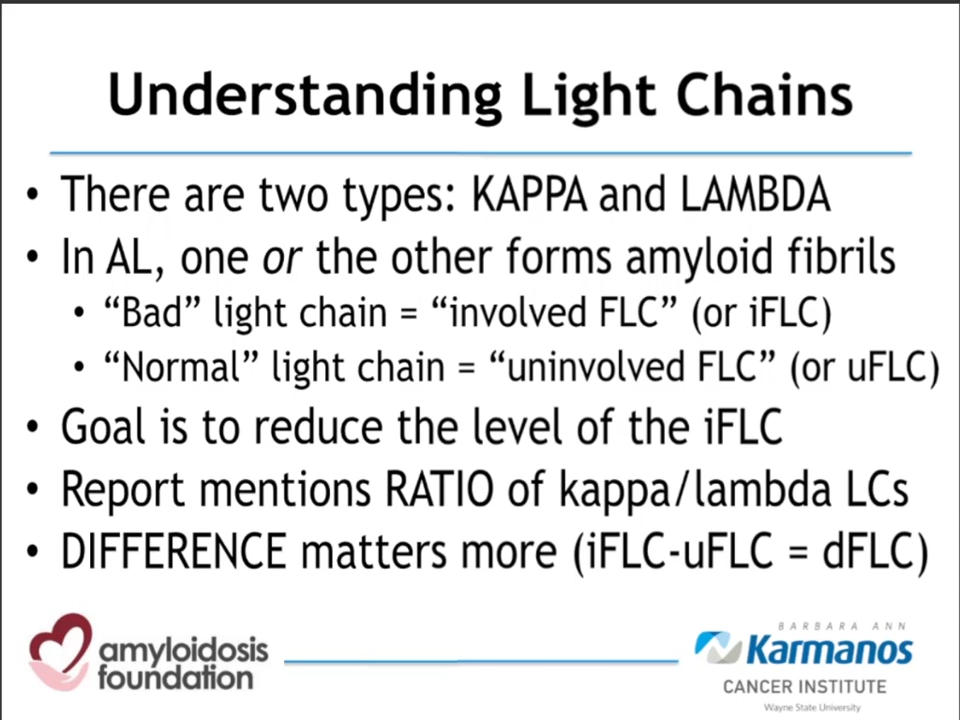 Understanding Light Chains
• There are two types: KAPPA and LAMBDA
• In AL, one or the other forms amyloid fibrils
• “Bad” light chain = “involved FLC” (or iFLC)
• “Normal” light chain = “uninvolved FLC” (or uFLC)
• Goal is to reduce the level of the iFLC
• Report mentions RATIO of kappa/lambda LCs
• DIFFERENCE matters more (iFLC-uFLC = dFLC)
amyloidosis
foundation
BARBARA ANN
Karmanos
CANCER INSTITUTE
Wayne State University